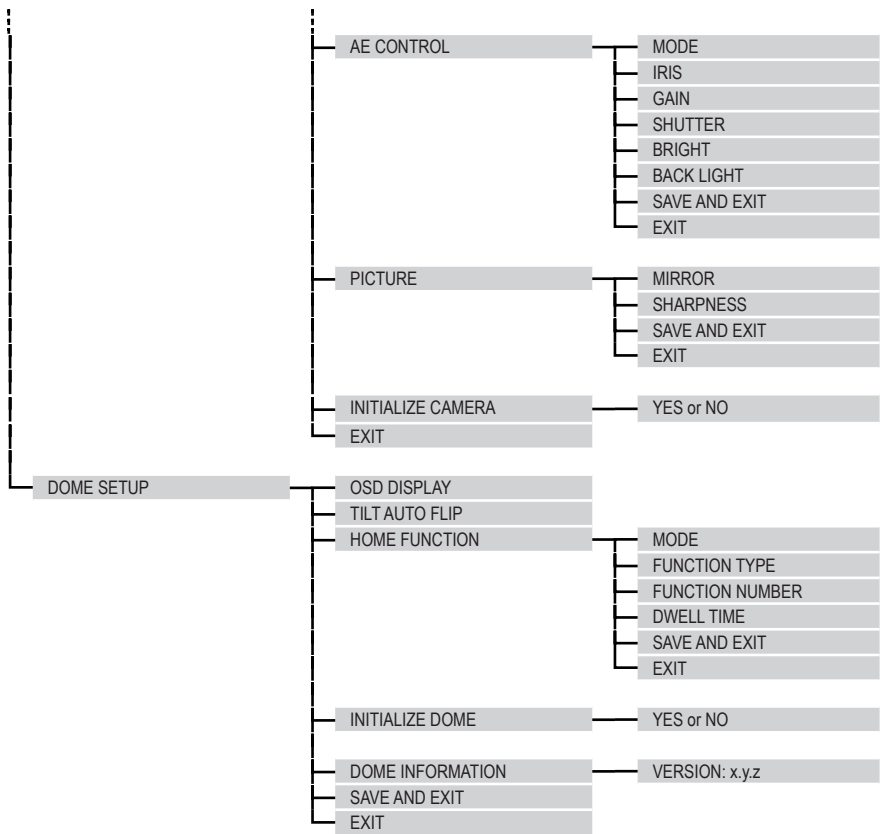 AE CONTROL
MODE
IRIS
GAIN
SHUTTER
BRIGHT
BACK LIGHT
SAVE AND EXIT
EXIT
PICTURE
MIRROR
SHARPNESS
SAVE AND EXIT
EXIT
INITIALIZE CAMERA
YES or NO
EXIT
DOME SETUP
OSD DISPLAY
TILT AUTO FLIP
HOME FUNCTION
MODE
FUNCTION TYPE
FUNCTION NUMBER
DWELL TIME
SAVE AND EXIT
EXIT
INITIALIZE DOME
YES or NO
DOME INFORMATION
VERSION: x.y.z
SAVE AND EXIT
EXIT